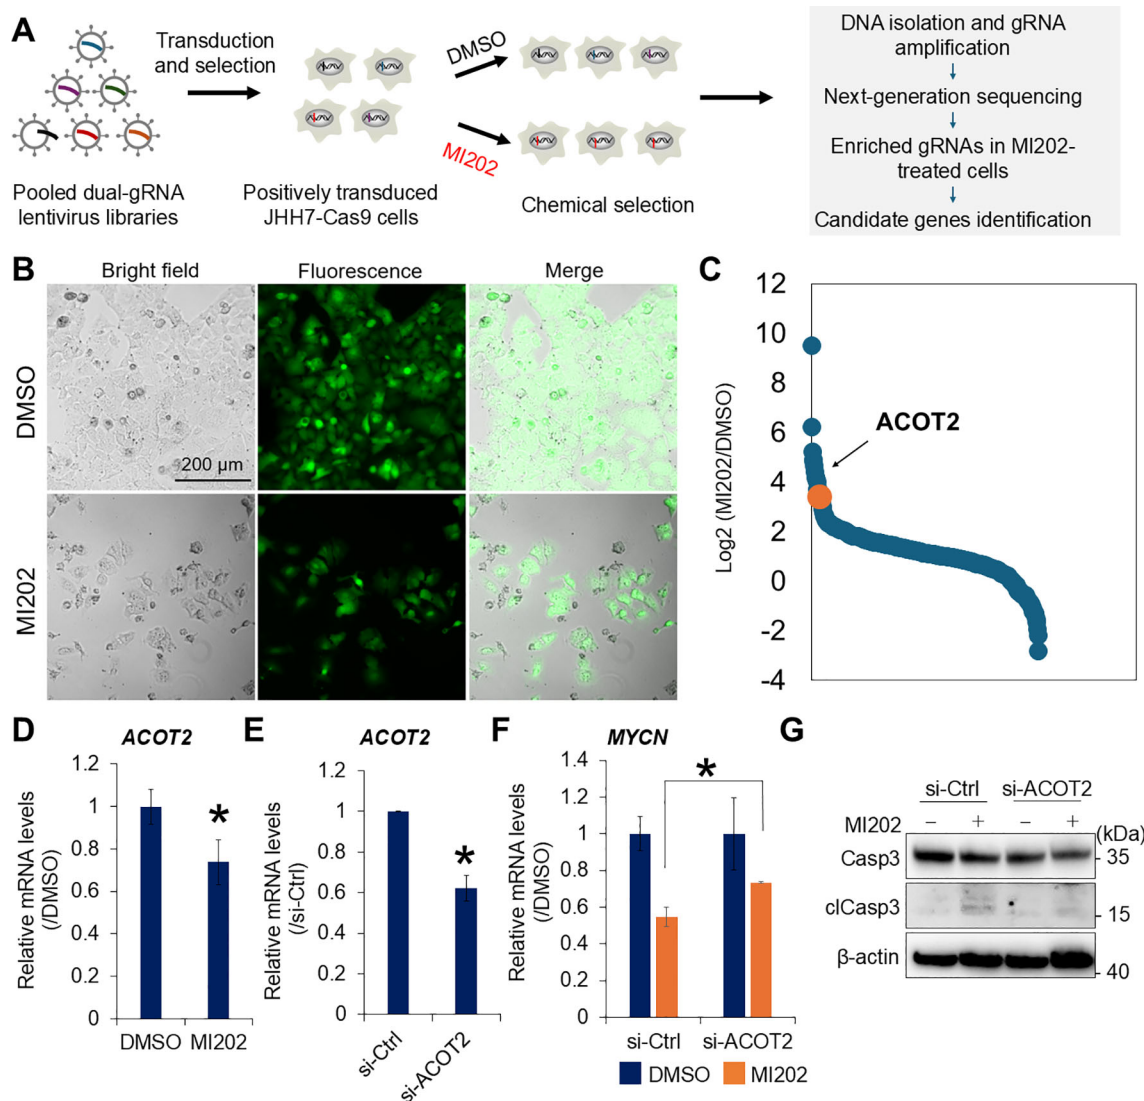 A
Transduction
and selection
Pooled dual-gRNA
lentivirus libraries
Positively transduced
JHH7-Cas9 cells
DMSO
MI202
Chemical selection
DNA isolation and gRNA
amplification
Next-generation sequencing
Enriched gRNAs in MI202-
treated cells
Candidate genes identification
B
Bright field
Fluorescence
Merge
DMSO
200 µm
MI202
C
Log2 (MI202/DMSO)
12
10
8
6
4
2
0
-2
-4
ACOT2
D
ACOT2
Relative mRNA levels
(/DMSO)
1.2
1
0.8
0.6
0.4
0.2
0
*
DMSO
MI202
E
ACOT2
Relative mRNA levels
(/si-Ctrl)
1.2
1
0.8
0.6
0.4
0.2
0
*
si-Ctrl
si-ACOT2
F
MYCN
Relative mRNA levels
(/DMSO)
1.4
1.2
1
0.8
0.6
0.4
0.2
0
*
si-Ctrl
si-ACOT2
DMSO
MI202
G
si-Ctrl
si-ACOT2
MI202
− + − +
(kDa)
Casp3
- 35
clCasp3
- 15
β-actin
- 40